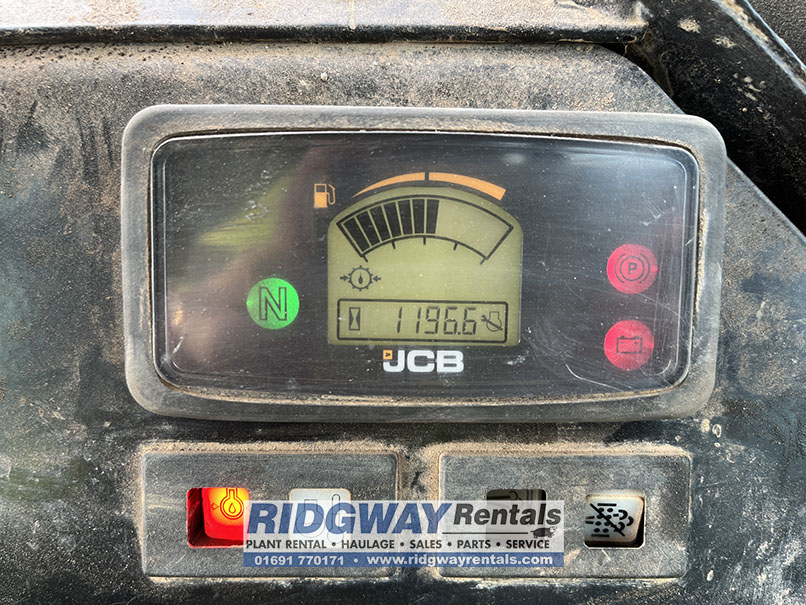 N
P
1196.6
JCB
RIDGWAY Rentals
PLANT RENTAL • HAULAGE • SALES • PARTS • SERVICE
01691 770171 • www.ridgwayrentals.com